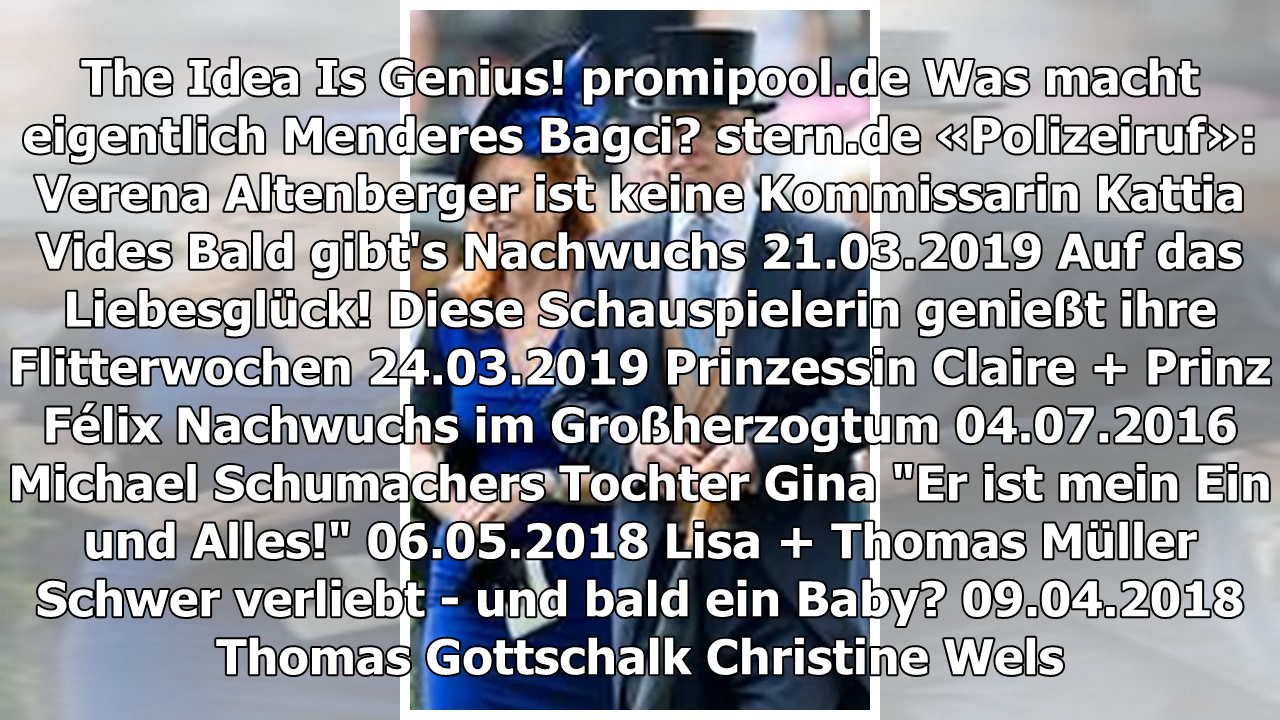 The Idea Is Genius! promipool.de Was macht
eigentlich Menderes Bagci? stern.de «Polizeiruf»:
Verena Altenberger ist keine Kommissarin Kattia
Vides Bald gibt's Nachwuchs 21.03.2019 Auf das
Liebesglück! Diese Schauspielerin genießt ihre
Flitterwochen 24.03.2019 Prinzessin Claire + Prinz
Félix Nachwuchs im Großherzogtum 04.07.2016
Michael Schumachers Tochter Gina "Er ist mein Ein
und Alles!" 06.05.2018 Lisa + Thomas Müller
Schwer verliebt - und bald ein Baby? 09.04.2018
Thomas Gottschalk Christine Wels